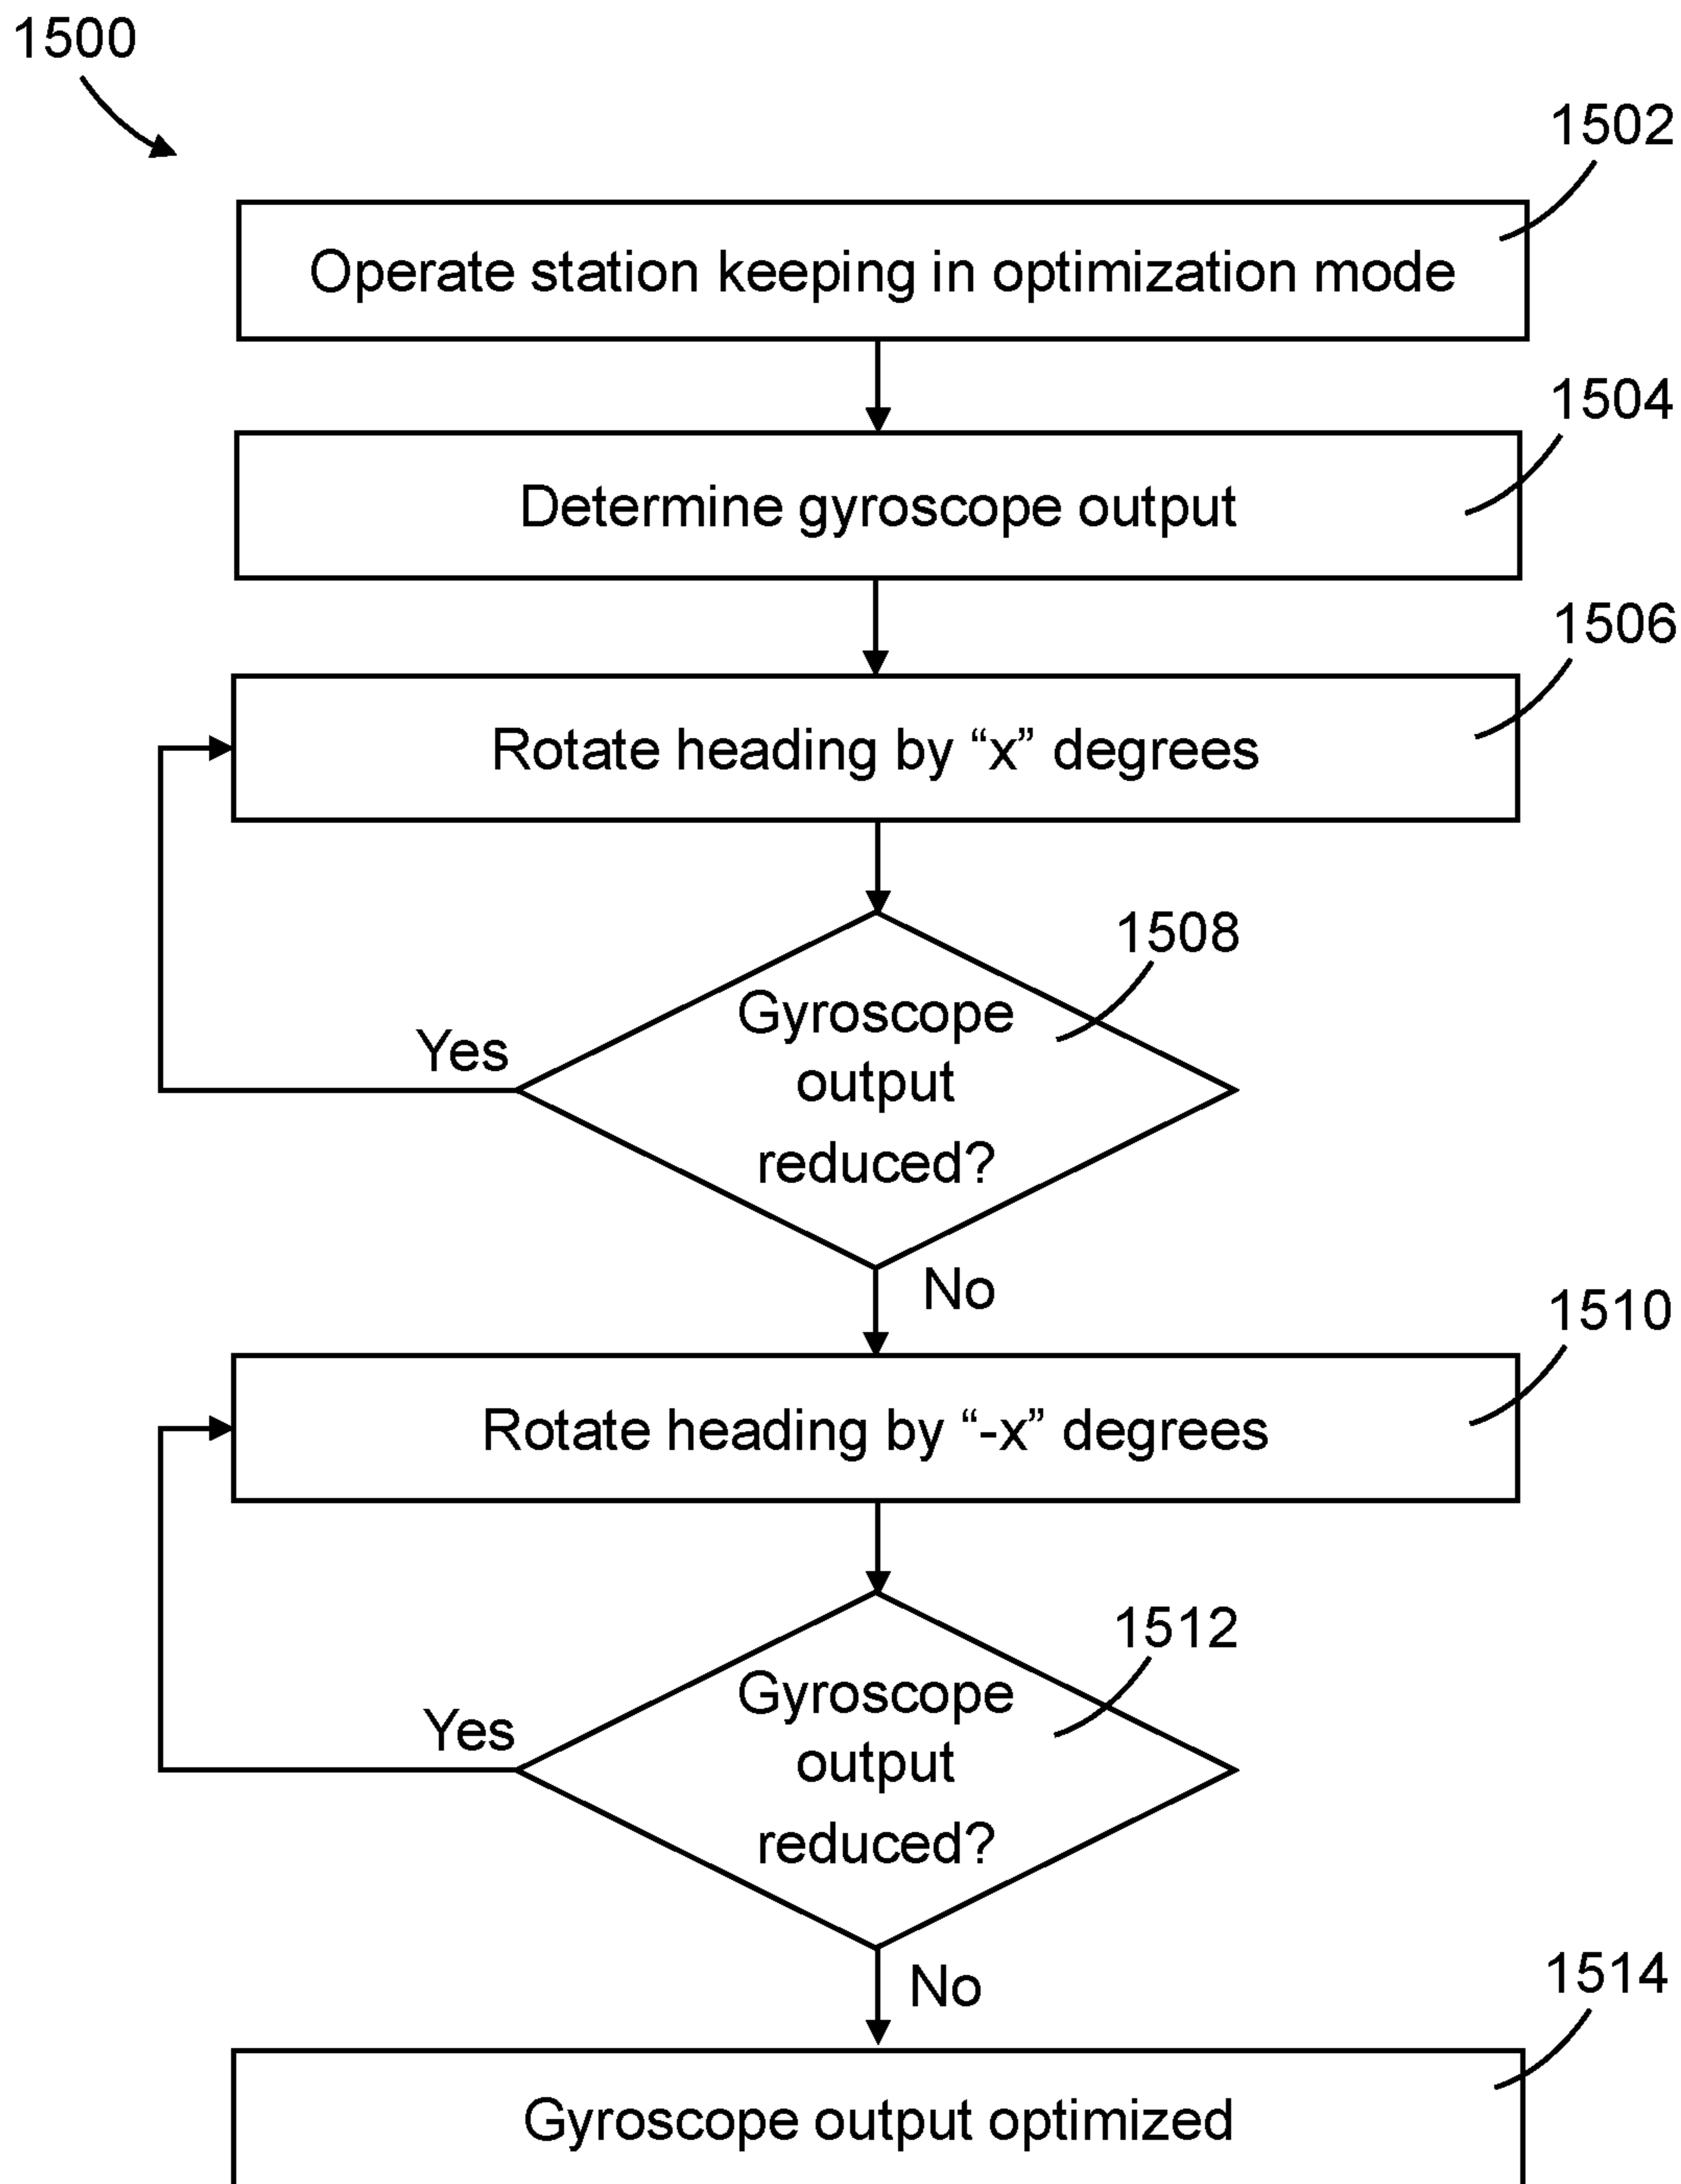 1500
1502
Operate station keeping in optimization mode
1504
Determine gyroscope output
1506
Rotate heading by “x” degrees
1508
Gyroscope
output
reduced?
Yes
No
1510
Rotate heading by “-x” degrees
1512
Gyroscope
output
reduced?
Yes
No
1514
Gyroscope output optimized